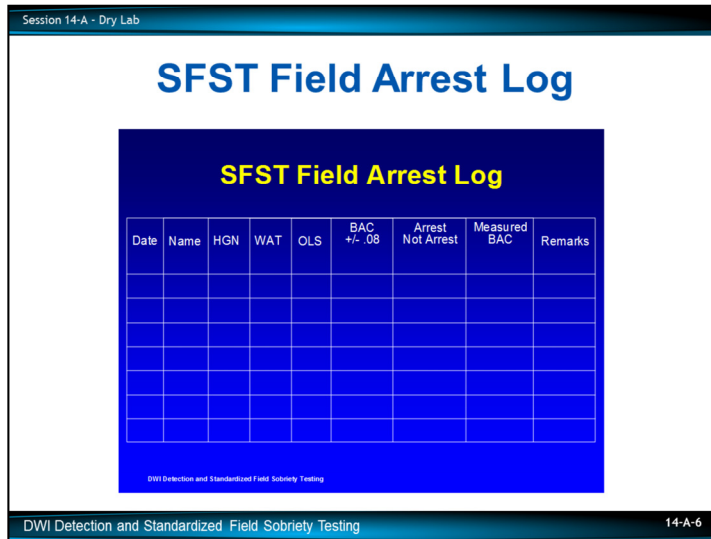 Session 14-A - Dry Lab
SFST Field Arrest Log
SFST Field Arrest Log
Date Name HGN WAT OLS BAC +/- .08 Arrest Not Arrest Measured BAC Remarks
DWI Detection and Standardized Field Sobriety Testing
DWI Detection and Standardized Field Sobriety Testing
14-A-6